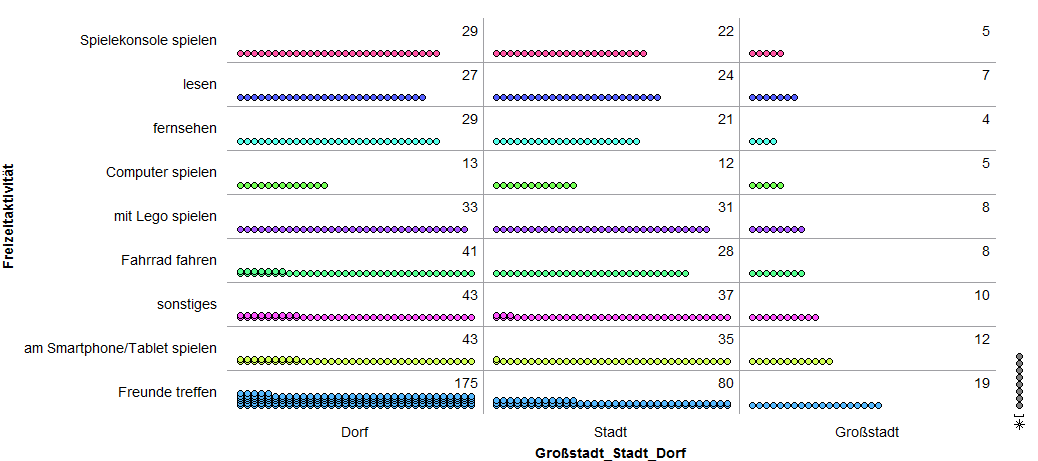 Spielekonsole spielen 29 22 5
lesen 27 24 7
fernsehen 29 21 4
Computer spielen 13 12 5
mit Lego spielen 33 31 8
Fahrrad fahren 41 28 8
sonstiges 43 37 10
am Smartphone/Tablet spielen 43 35 12
Freunde treffen 175 80 19
Freizeitaktivität
Dorf Stadt Großstadt
Großstadt_Stadt_Dorf